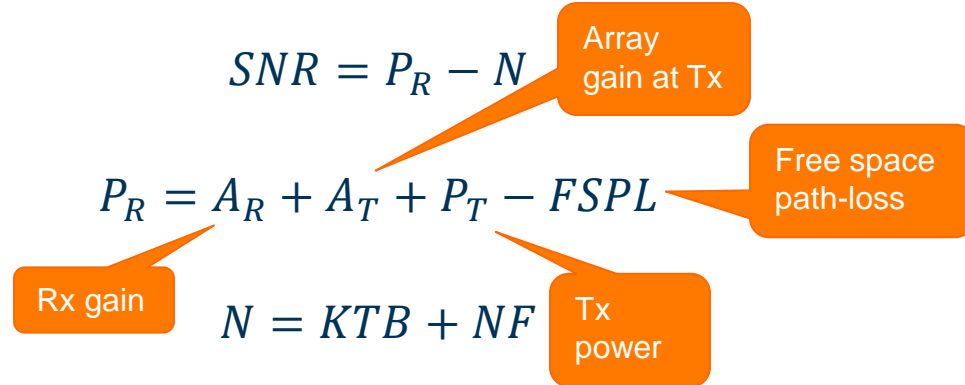 Array
gain at Tx
SNR = P_R − N
Free space
path-loss
P_R = A_R + A_T + P_T − FSPL
Rx gain
Tx
power
N = KTB + NF